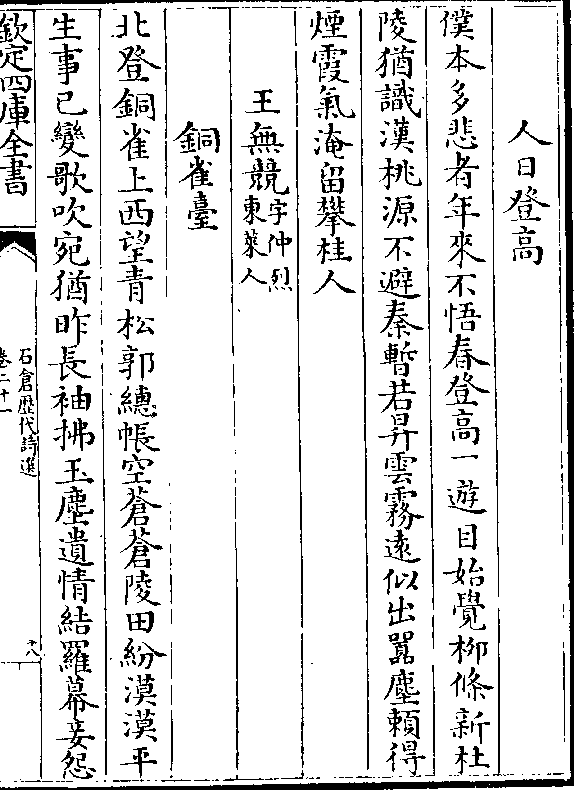 人日登高
僕本多悲者年來不悟春登高一遊目始覺柳條新杜
陵猶識漢桃源不避秦暫若昇雲霧還似出囂塵賴得
煙霞氣淹留攀桂人
王無競字仲烈東萊人
銅雀臺
北登銅雀上西望青松郭總帳空蒼蒼陵田紛漠漠平
生事已變歌吹宛猶昨長袖拂玉塵遺情結羅幕妾怨
欽定四庫全書
石倉歴代詩選
卷二十一
十八